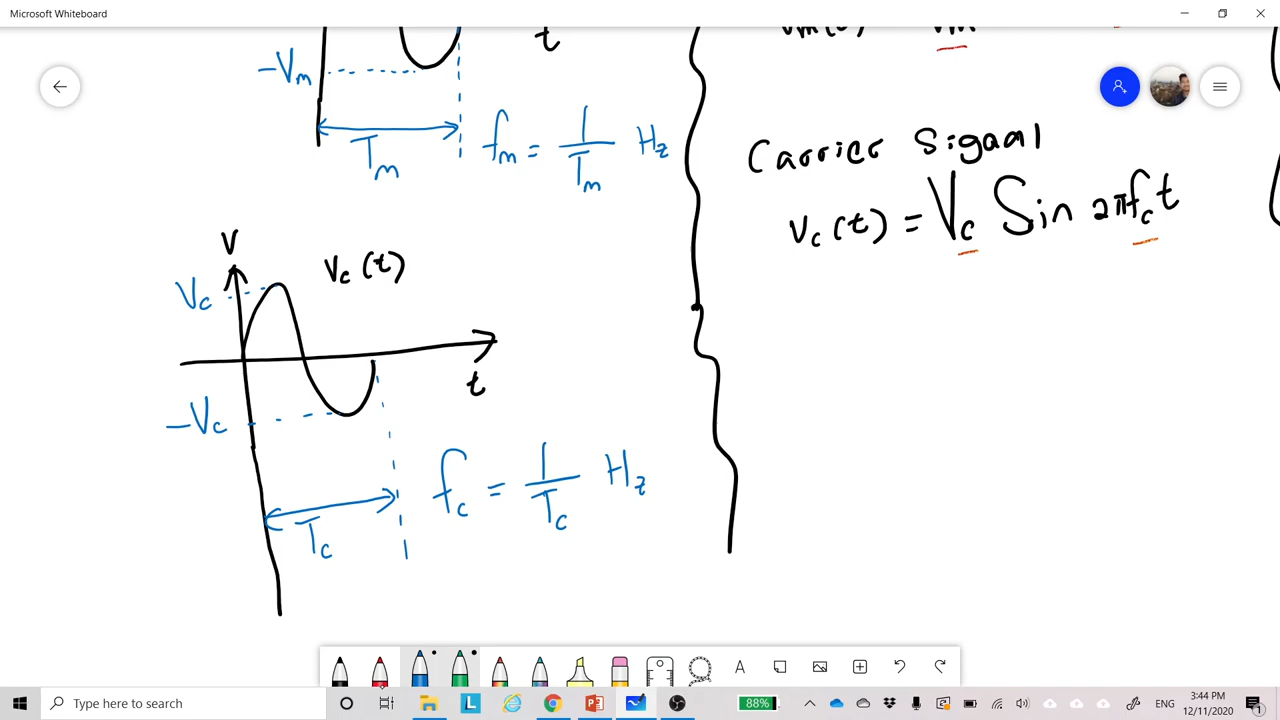 Microsoft Whiteboard
t
-Vm
Tm
fm = 1/Tm Hz
V
Vc (t)
Vc
t
-Vc
fc = 1/Tc Hz
Tc
Carrier Signal
Vc(t) = Vc Sin 2πfct
A
Type here to search
L
88%
3:44 PM
12/11/2020
1